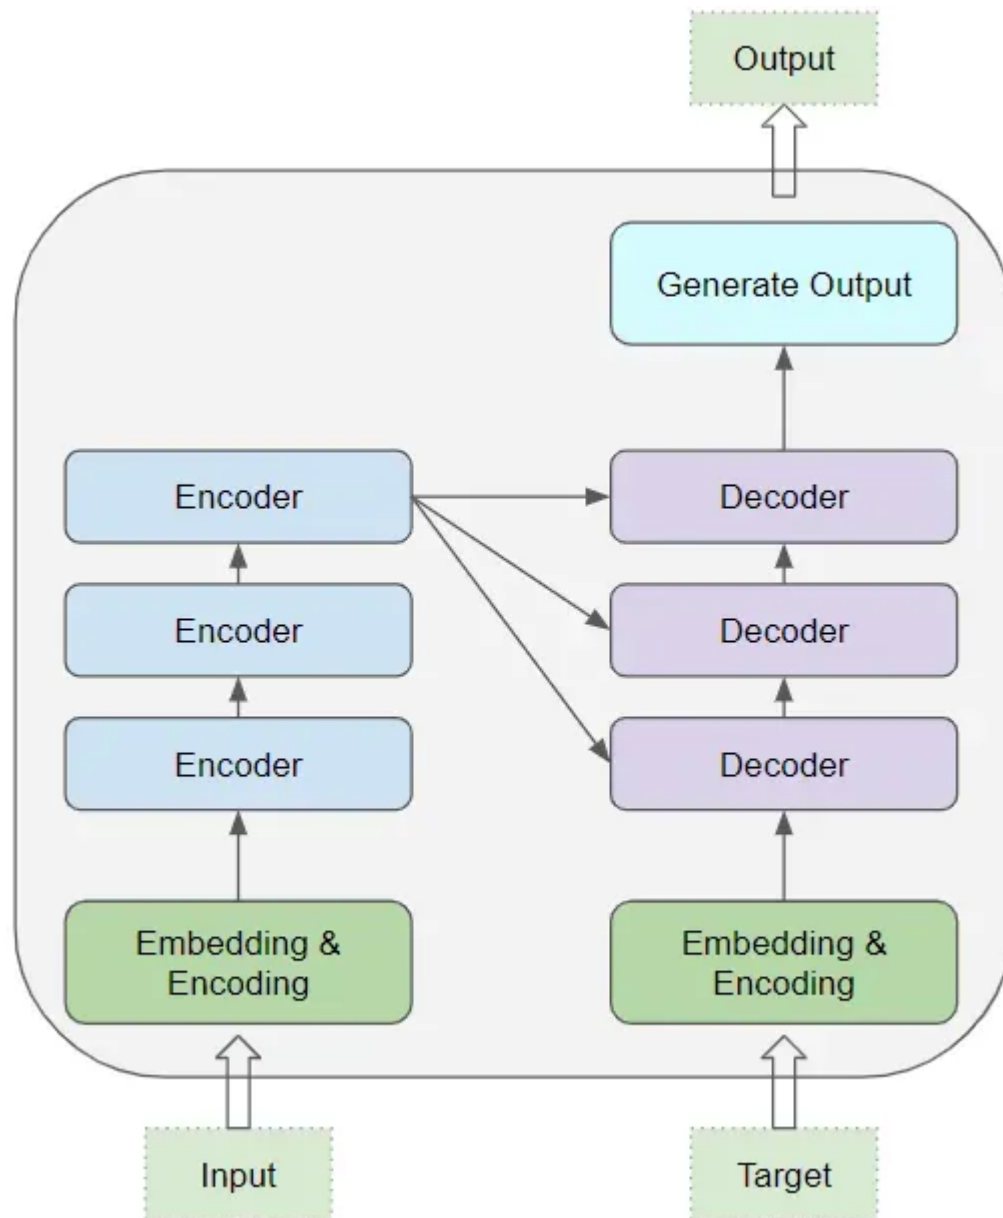 Output
Generate Output
Encoder
Decoder
Encoder
Decoder
Encoder
Decoder
Embedding &
Encoding
Embedding &
Encoding
Input
Target